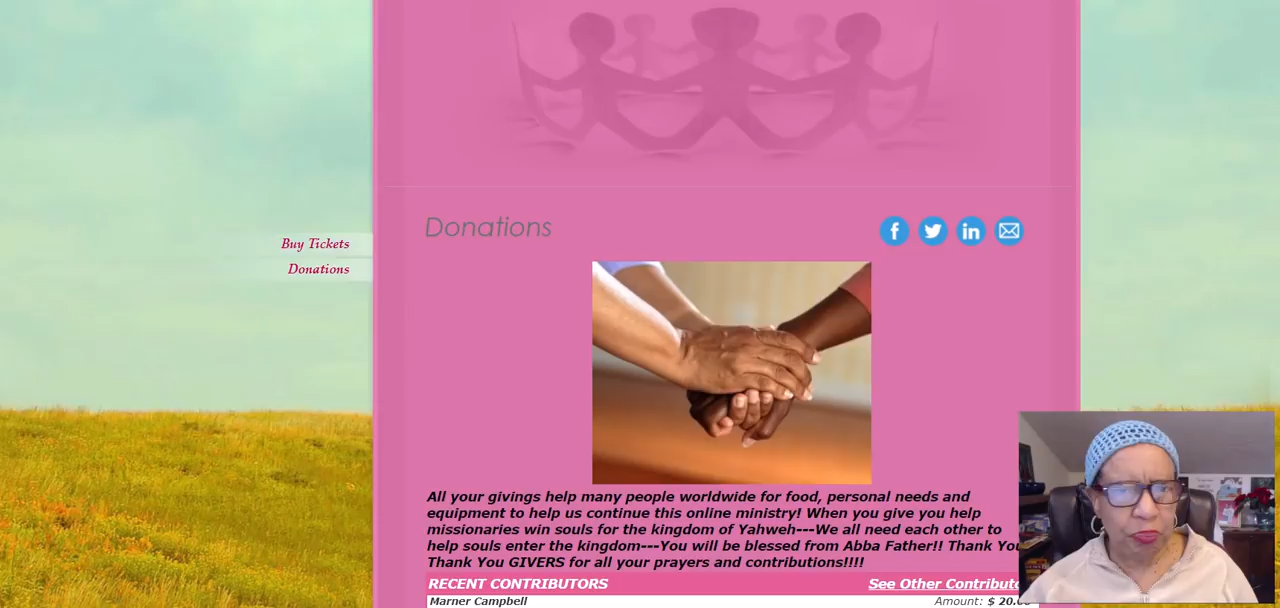 Buy Tickets
Donations
Donations
All your givings help many people worldwide for food, personal needs and
equipment to help us continue this online ministry! When you give you help
missionaries win souls for the kingdom of Yahweh---We all need each other to
help souls enter the kingdom---You will be blessed from Abba Father!! Thank You
Thank You GIVERS for all your prayers and contributions!!!!
RECENT CONTRIBUTORS
See Other
Marner Campbell
Amount: $